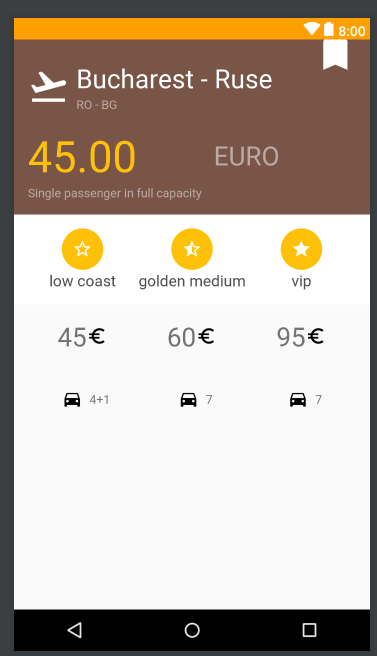 8:00
Bucharest - Ruse
RO - BG
45.00 EURO
Single passenger in full capacity
low coast golden medium vip
45€ 60€ 95€
4+1 7 7